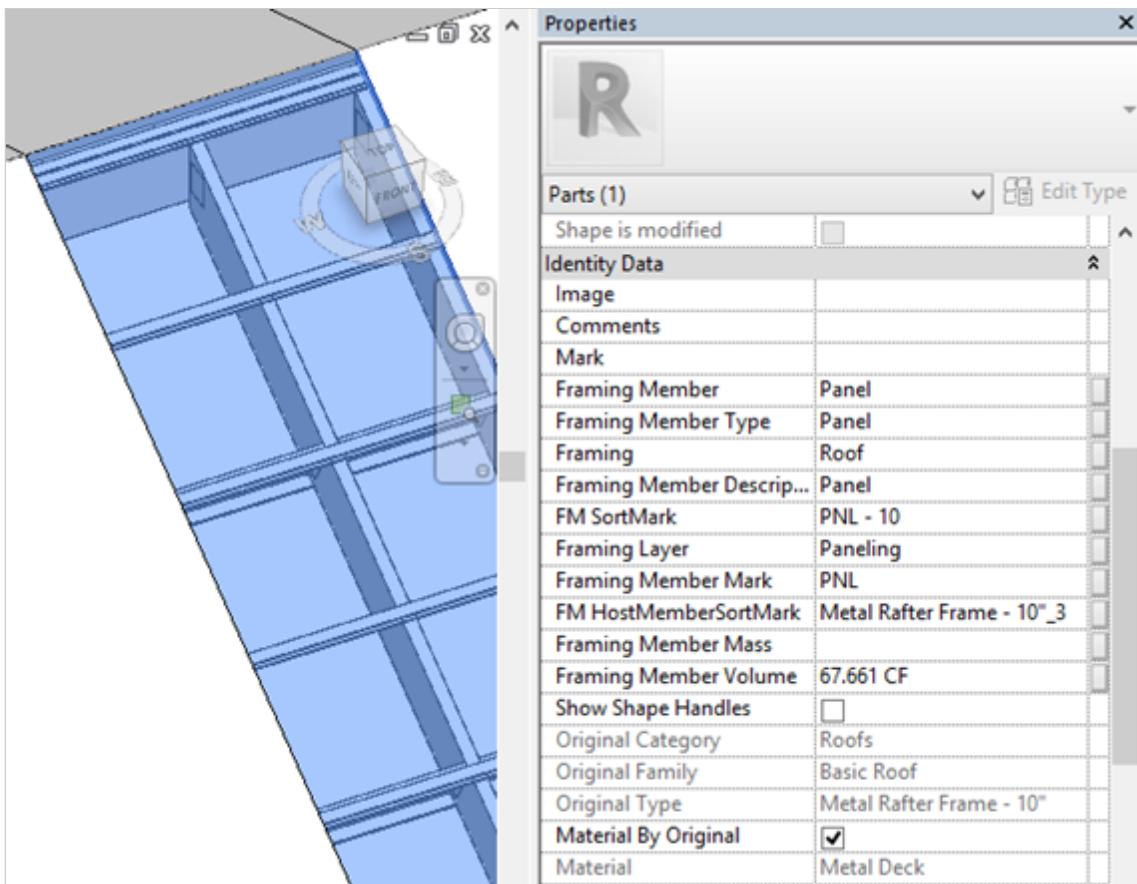 Properties
R
Parts (1)
Edit Type
Shape is modified
Identity Data
Image
Comments
Mark
Framing Member Panel
Framing Member Type Panel
Framing Roof
Framing Member Descrip... Panel
FM SortMark PNL - 10
Framing Layer Paneling
Framing Member Mark PNL
FM HostMemberSortMark Metal Rafter Frame - 10"_3
Framing Member Mass
Framing Member Volume 67.661 CF
Show Shape Handles
Original Category Roofs
Original Family Basic Roof
Original Type Metal Rafter Frame - 10"
Material By Original
Material Metal Deck
TOP
FRONT
W
S